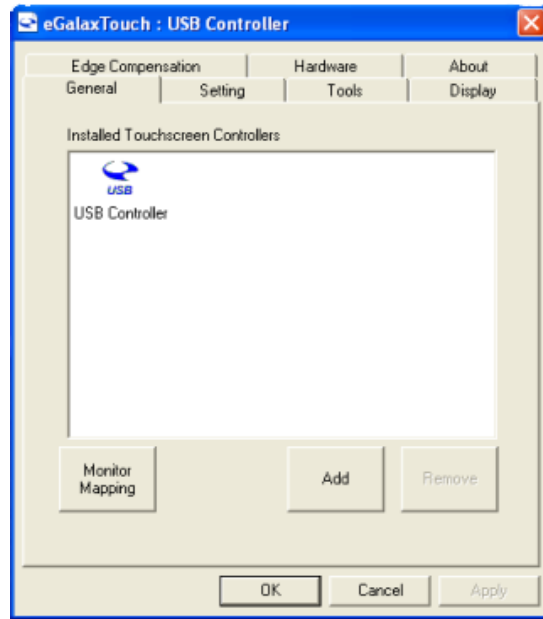 eGalaxTouch : USB Controller
Edge Compensation Hardware About
General Setting Tools Display
Installed Touchscreen Controllers
USB
USB Controller
Monitor
Mapping
Add
Remove
OK Cancel Apply